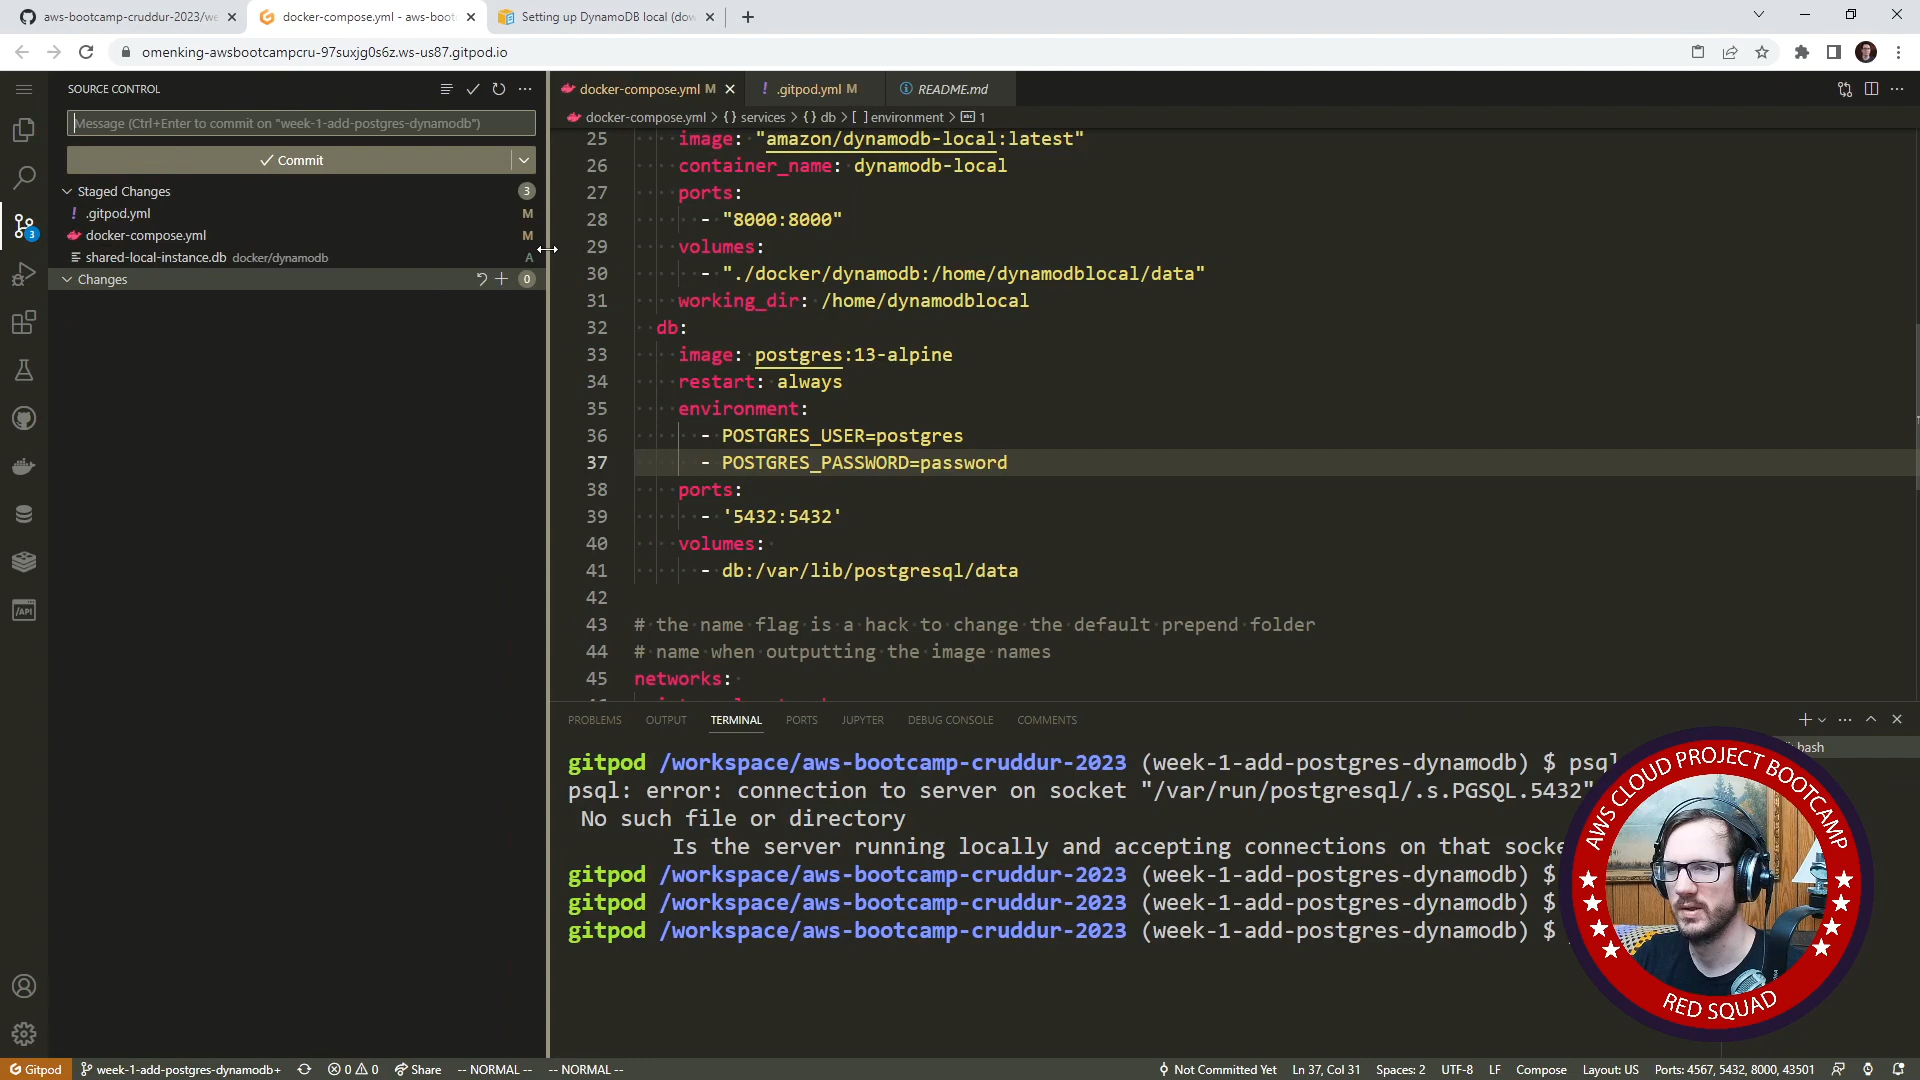 aws-bootcamp-cruddur-2023/we
docker-compose.yml - aws-boot
Setting up DynamoDB local (dow
omenking-awsbootcampcru-97suxjg0s6z.ws-us87.gitpod.io
SOURCE CONTROL
Message (Ctrl+Enter to commit on "week-1-add-postgres-dynamodb")
Commit
Staged Changes 3
.gitpod.yml M
docker-compose.yml M
shared-local-instance.db docker/dynamodb A
Changes 0
3
docker-compose.yml M
.gitpod.yml M
README.md
docker-compose.yml > {} services > {} db > [ ] environment > 1
25 image: "amazon/dynamodb-local:latest"
26 container_name: dynamodb-local
27 ports:
28 - "8000:8000"
29 volumes:
30 - "./docker/dynamodb:/home/dynamodblocal/data"
31 working_dir: /home/dynamodblocal
32 db:
33 image: postgres:13-alpine
34 restart: always
35 environment:
36 - POSTGRES_USER=postgres
37 - POSTGRES_PASSWORD=password
38 ports:
39 - '5432:5432'
40 volumes:
41 - db:/var/lib/postgresql/data
42
43 # the name flag is a hack to change the default prepend folder
44 # name when outputting the image names
45 networks:
PROBLEMS OUTPUT TERMINAL PORTS JUPYTER DEBUG CONSOLE COMMENTS
bash
gitpod /workspace/aws-bootcamp-cruddur-2023 (week-1-add-postgres-dynamodb) $ psql
psql: error: connection to server on socket "/var/run/postgresql/.s.PGSQL.5432"
No such file or directory
Is the server running locally and accepting connections on that socke
gitpod /workspace/aws-bootcamp-cruddur-2023 (week-1-add-postgres-dynamodb) $
gitpod /workspace/aws-bootcamp-cruddur-2023 (week-1-add-postgres-dynamodb) $
gitpod /workspace/aws-bootcamp-cruddur-2023 (week-1-add-postgres-dynamodb) $
AWS CLOUD PROJECT BOOTCAMP
RED SQUAD
Gitpod week-1-add-postgres-dynamodb+ 0 0 Share -- NORMAL -- -- NORMAL -- Not Committed Yet Ln 37, Col 31 Spaces: 2 UTF-8 LF Compose Layout: US Ports: 4567, 5432, 8000, 43501